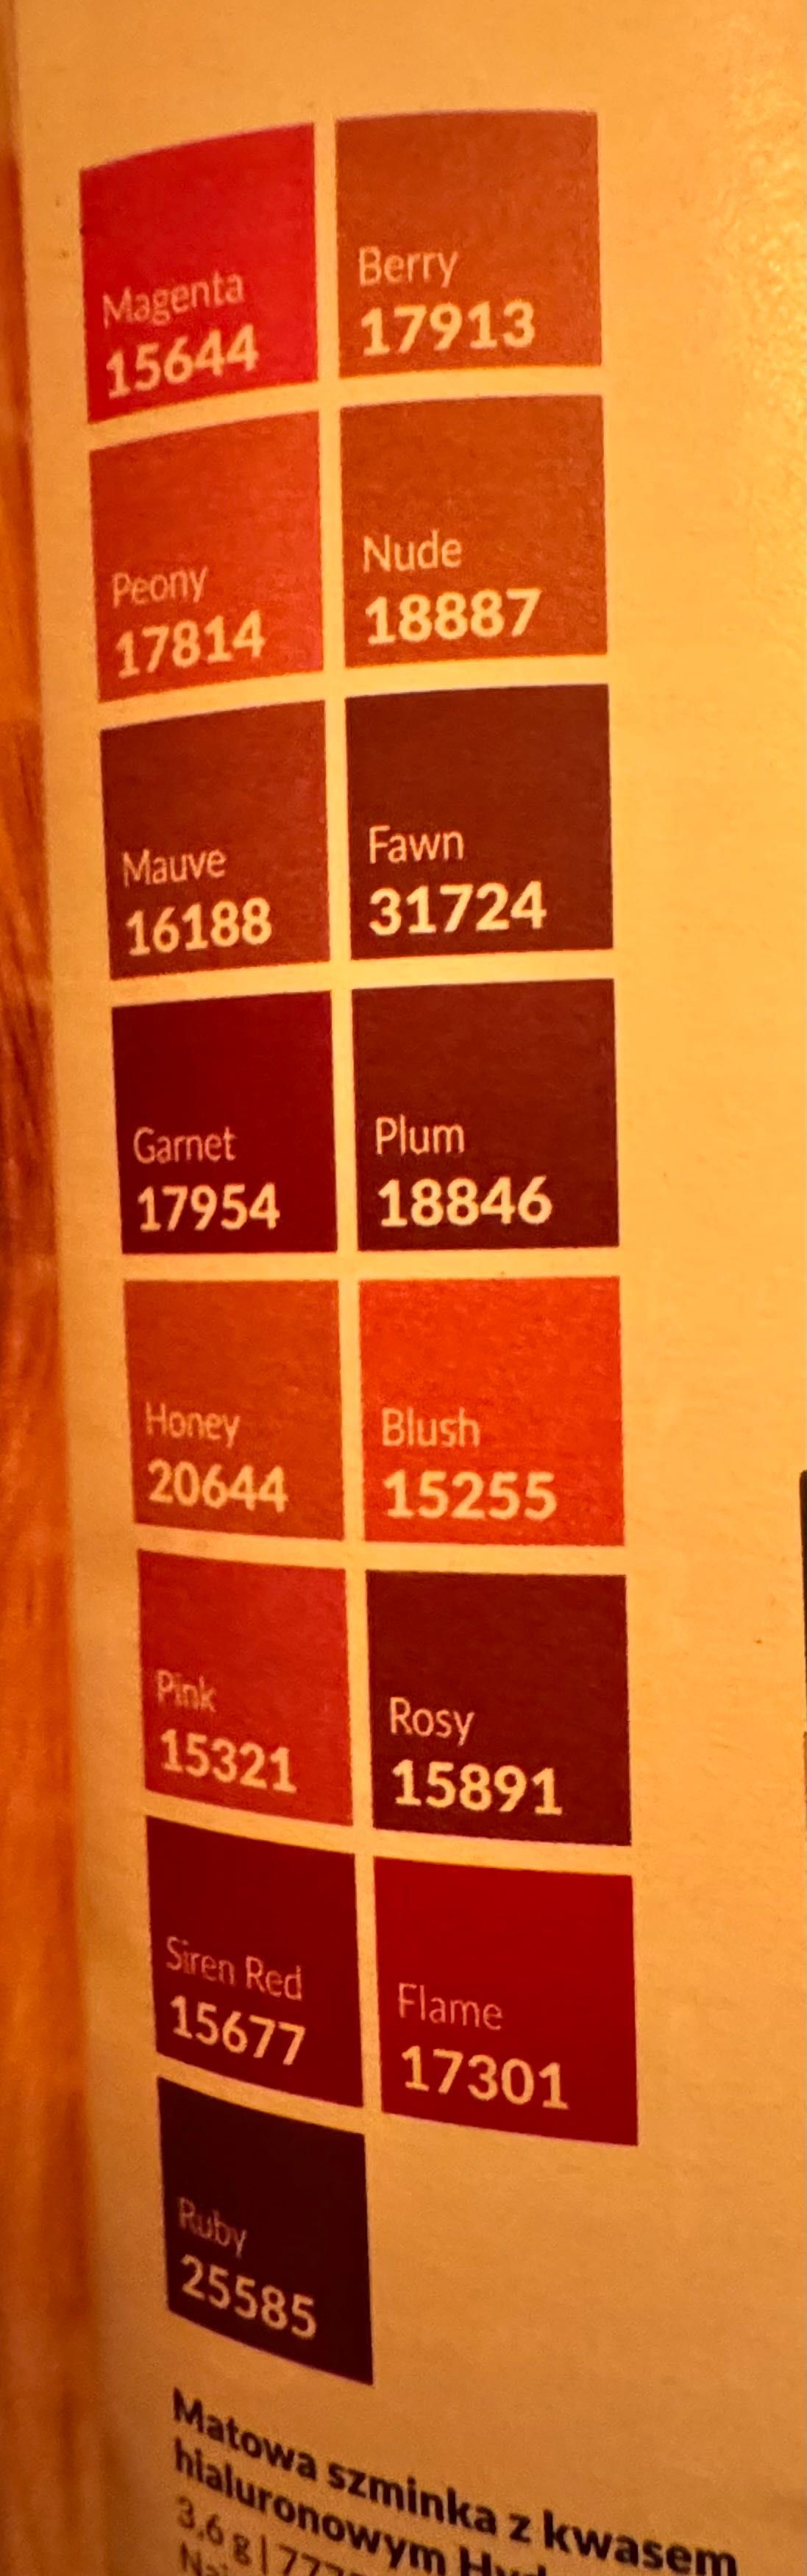 Magenta
15644
Berry
17913
Peony
17814
Nude
18887
Mauve
16188
Fawn
31724
Garnet
17954
Plum
18846
Honey
20644
Blush
15255
Pink
15321
Rosy
15891
Siren Red
15677
Flame
17301
Ruby
25585
Matowa szminka z kwasem
hialuronowym
3,6 g |